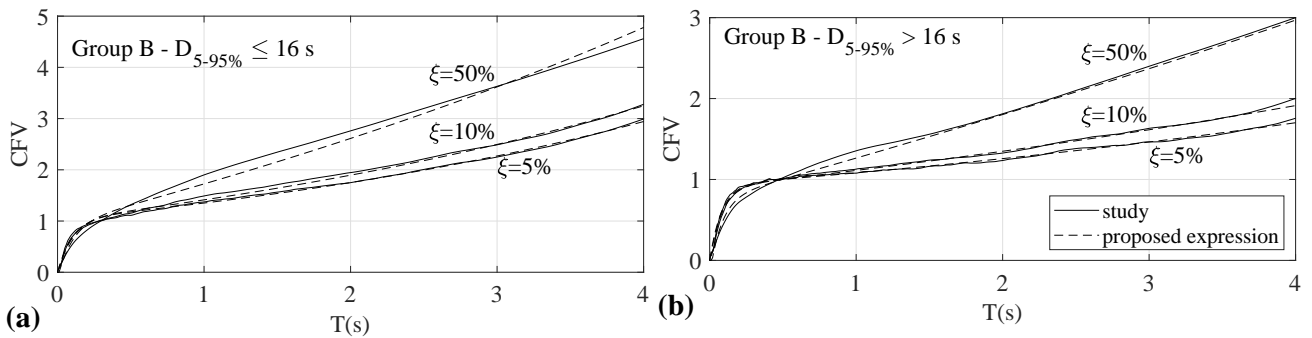 Group B - D5-95% ≤ 16 s
ξ=50%
ξ=10%
ξ=5%
CFV
5
4
3
2
1
0
0 1 2 3 4
T(s)
(a)
Group B - D5-95% > 16 s
ξ=50%
ξ=10%
ξ=5%
study
proposed expression
CFV
3
2
1
0
0 1 2 3 4
T(s)
(b)